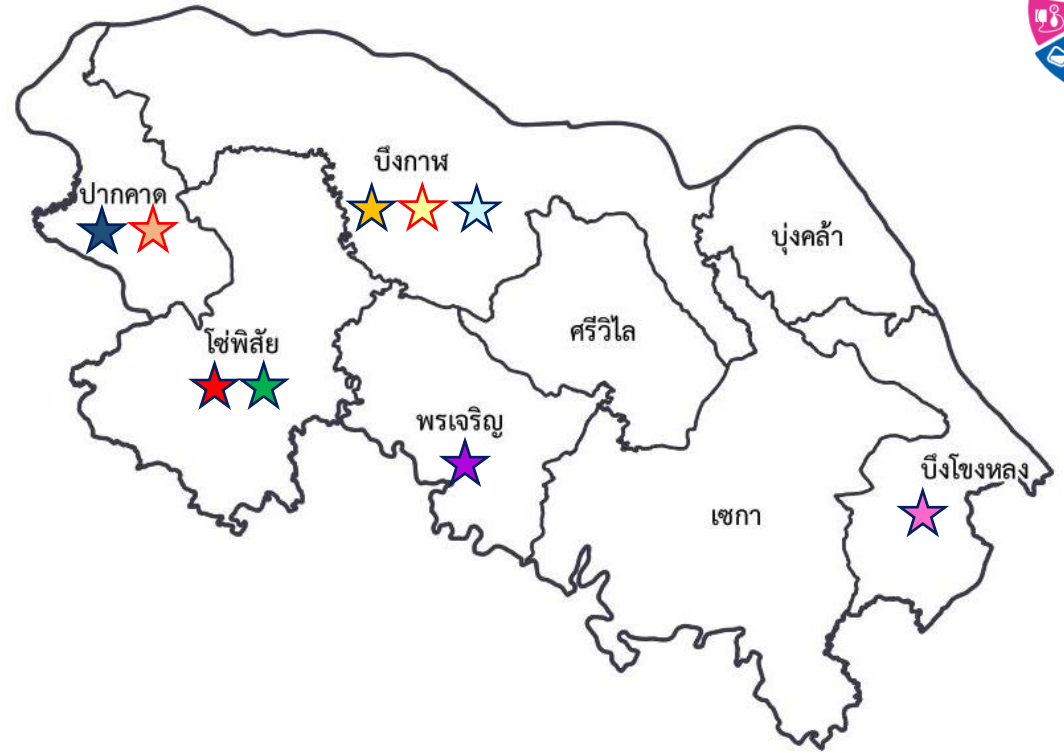 บึงกาฬ
ปากคาด
บุ่งคล้า
ศรีวิไล
โซ่พิสัย
พรเจริญ
บึงโขงหลง
เซกา